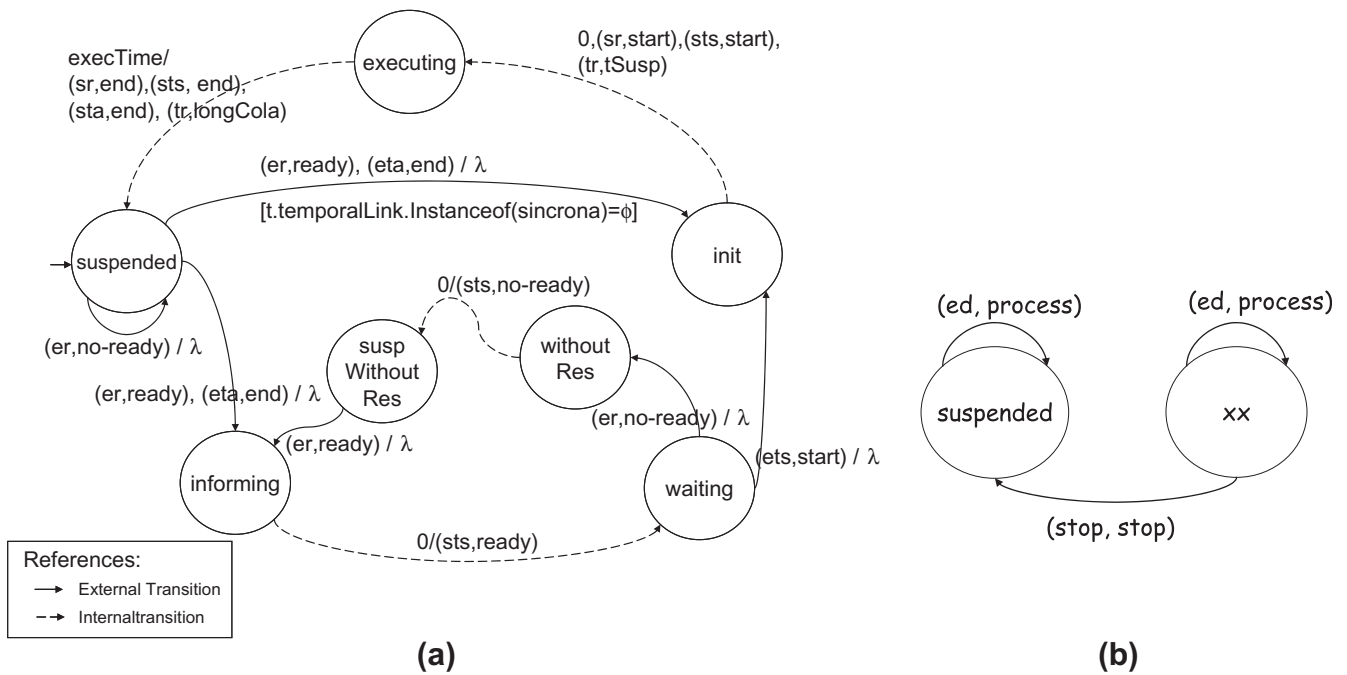 execTime/
(sr,end),(sts, end),
(sta,end), (tr,longCola)
executing
0,(sr,start),(sts,start),
(tr,tSusp)
(er,ready), (eta,end) / λ
[t.temporalLink.Instanceof(sincrona)=ϕ]
suspended
init
(er,no-ready) / λ
0/(sts,no-ready)
susp
Without
Res
without
Res
(er,ready), (eta,end) / λ
(er,ready) / λ
(er,no-ready) / λ
(ets,start) / λ
informing
waiting
0/(sts,ready)
References:
External Transition
Internaltransition
(a)
(ed, process)
(ed, process)
suspended
xx
(stop, stop)
(b)